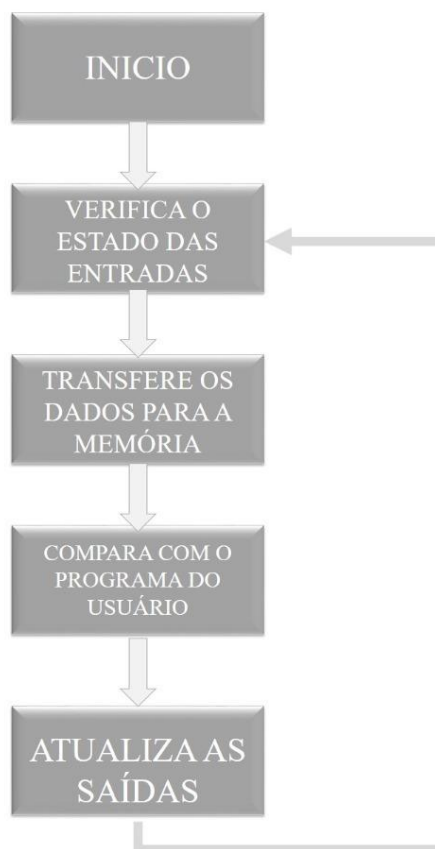 INICIO
VERIFICA O
ESTADO DAS
ENTRADAS
TRANSFERE OS
DADOS PARA A
MEMÓRIA
COMPARA COM O
PROGRAMA DO
USUÁRIO
ATUALIZA AS
SAÍDAS